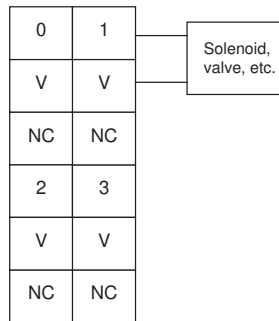 0 1
Solenoid,
valve, etc.
V V
NC NC
2 3
V V
NC NC